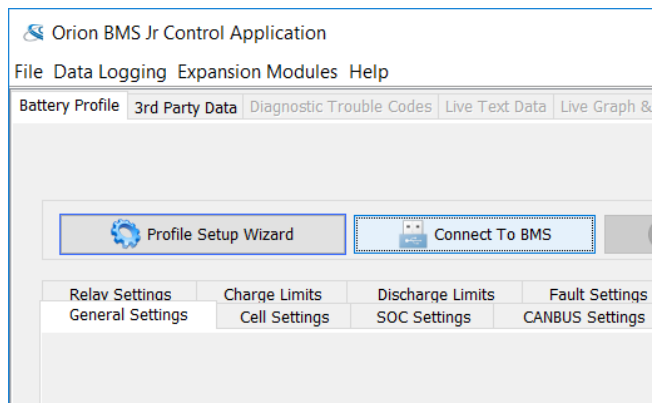 Orion BMS Jr Control Application
File Data Logging Expansion Modules Help
Battery Profile 3rd Party Data Diagnostic Trouble Codes Live Text Data Live Graph &
Profile Setup Wizard Connect To BMS
Relay Settings Charge Limits Discharge Limits Fault Settings
General Settings Cell Settings SOC Settings CANBUS Settings